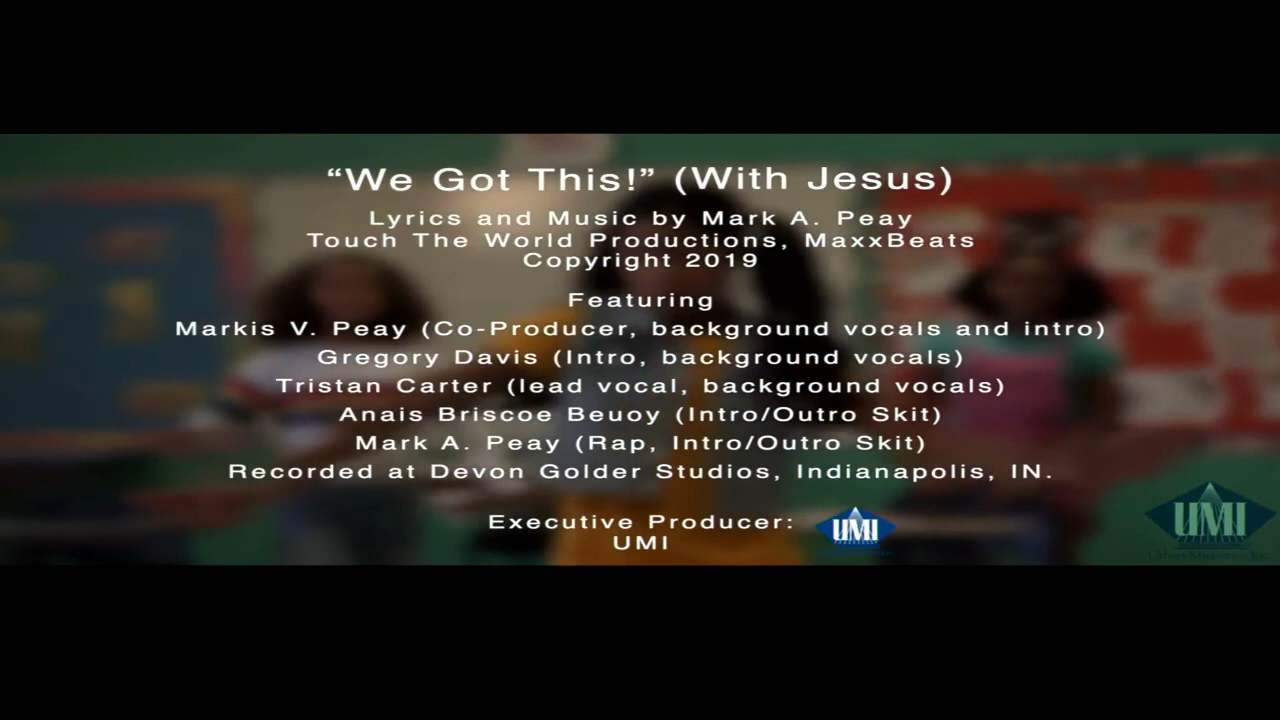 “We Got This!” (With Jesus)
Lyrics and Music by Mark A. Peay
Touch The World Productions, MaxxBeats
Copyright 2019
Featuring
Markis V. Peay (Co-Producer, background vocals and intro)
Gregory Davis (Intro, background vocals)
Tristan Carter (lead vocal, background vocals)
Anais Briscoe Beuoy (Intro/Outro Skit)
Mark A. Peay (Rap, Intro/Outro Skit)
Recorded at Devon Golder Studios, Indianapolis, IN.
Executive Producer: UMI
UMI
UMI